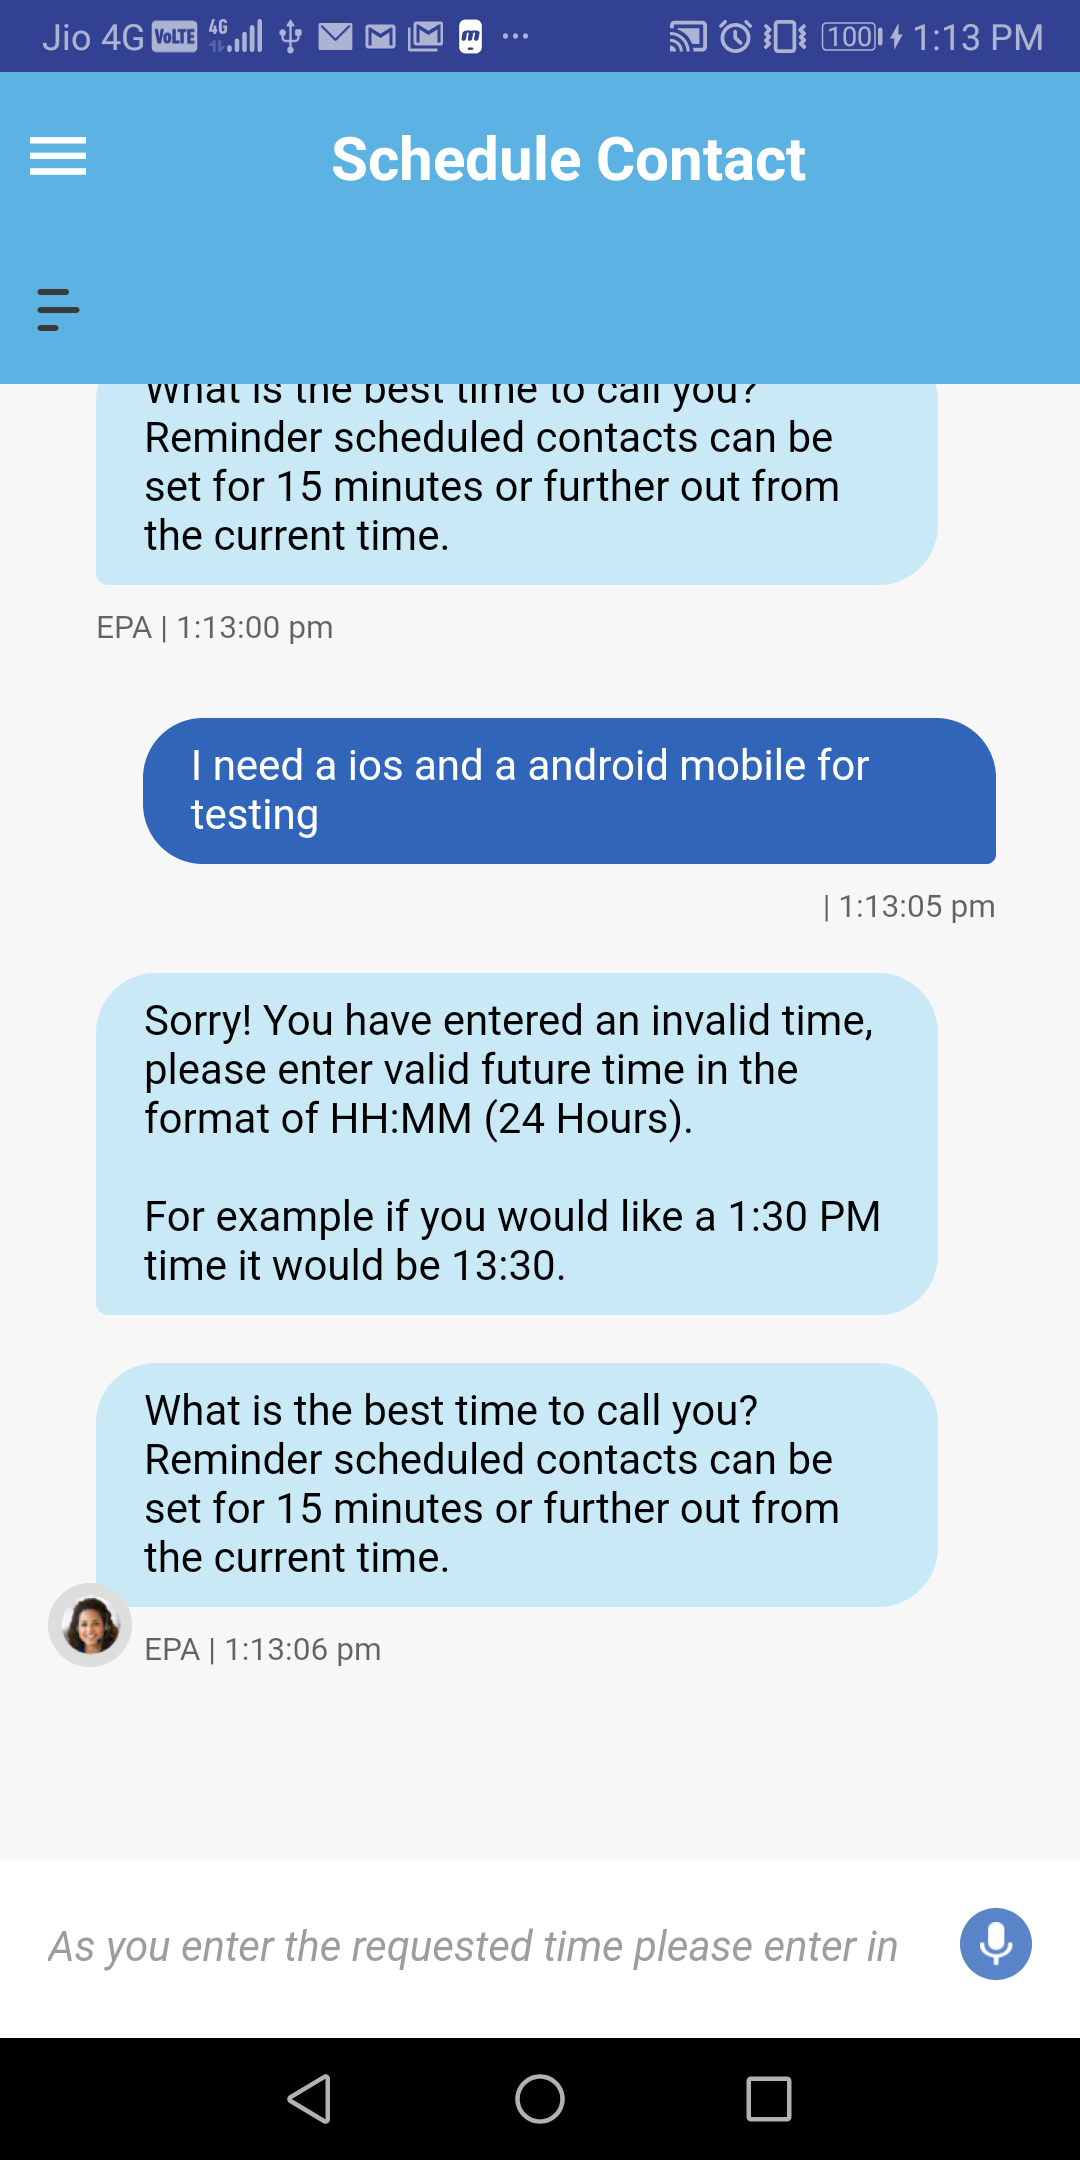 Jio 4G VoLTE 4G m ... 100 1:13 PM
Schedule Contact
What is the best time to call you?
Reminder scheduled contacts can be
set for 15 minutes or further out from
the current time.
EPA | 1:13:00 pm
I need a ios and a android mobile for
testing
| 1:13:05 pm
Sorry! You have entered an invalid time,
please enter valid future time in the
format of HH:MM (24 Hours).
For example if you would like a 1:30 PM
time it would be 13:30.
What is the best time to call you?
Reminder scheduled contacts can be
set for 15 minutes or further out from
the current time.
EPA | 1:13:06 pm
As you enter the requested time please enter in